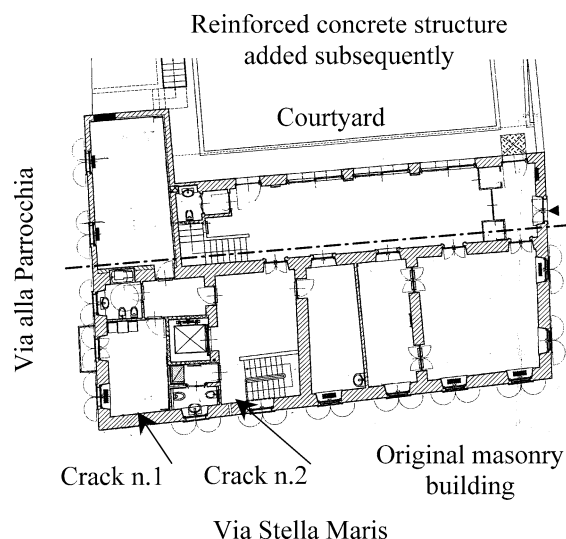 Reinforced concrete structure
added subsequently
Courtyard
Via alla Parrocchia
Crack n.1
Crack n.2
Original masonry
building
Via Stella Maris